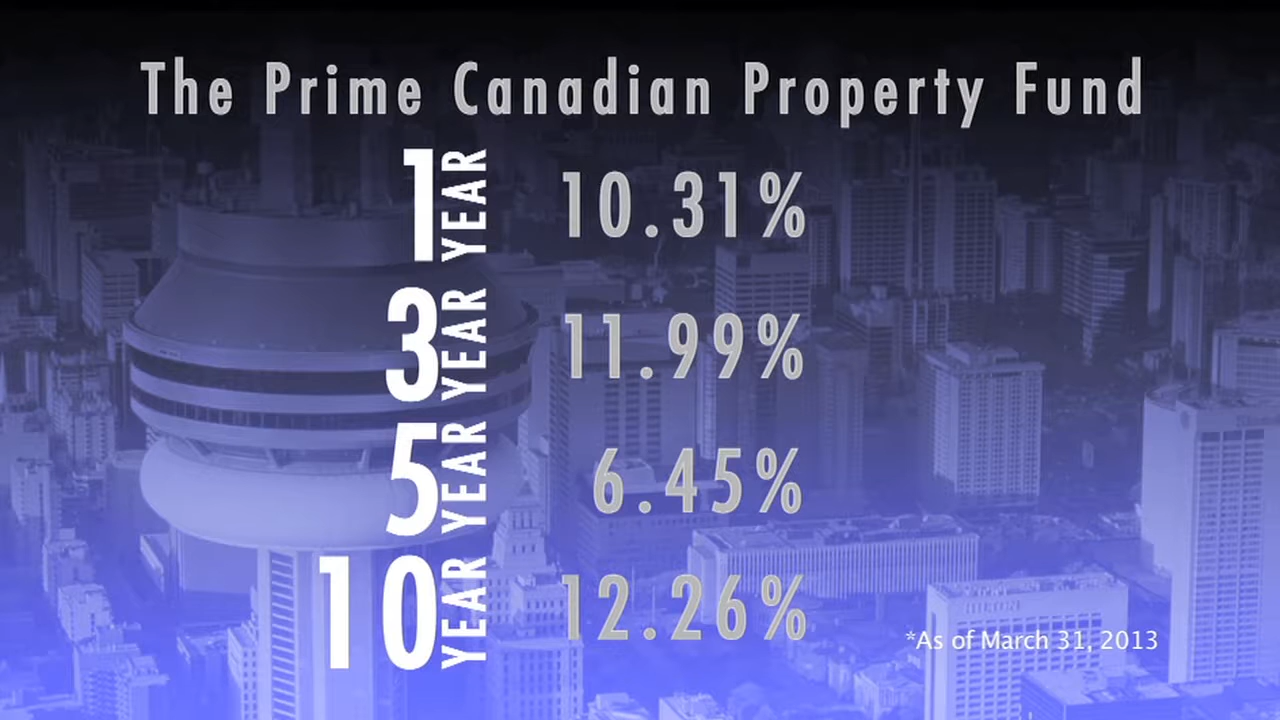 The Prime Canadian Property Fund
1 YEAR 10.31%
3 YEAR 11.99%
5 YEAR 6.45%
10 YEAR 12.26%
*As of March 31, 2013